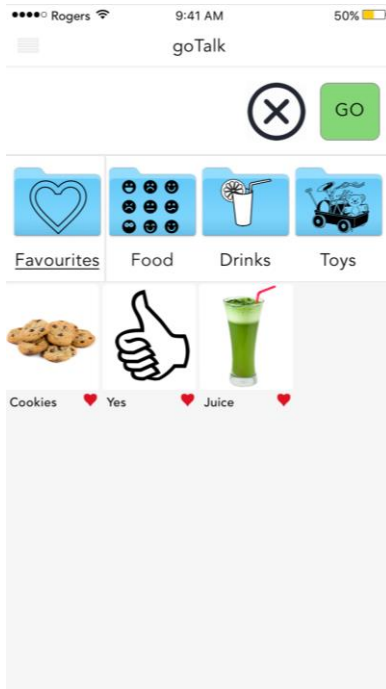 Rogers 9:41 AM 50%
goTalk
GO
Favourites Food Drinks Toys
Cookies Yes Juice